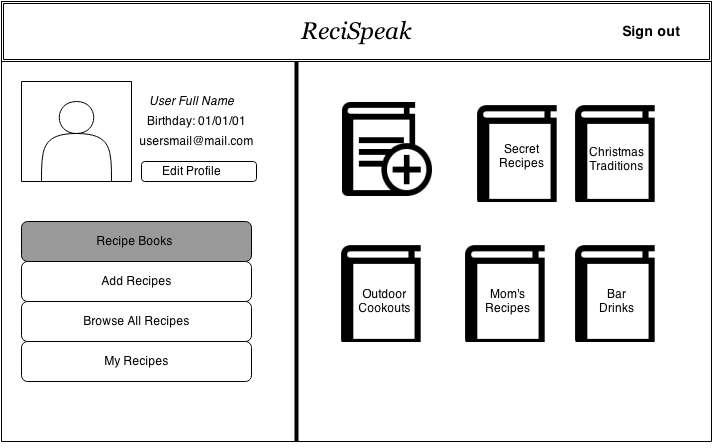 ReciSpeak
Sign out
User Full Name
Birthday: 01/01/01
usersmail@mail.com
Edit Profile
Recipe Books
Add Recipes
Browse All Recipes
My Recipes
Secret
Recipes
Christmas
Traditions
Outdoor
Cookouts
Mom's
Recipes
Bar
Drinks